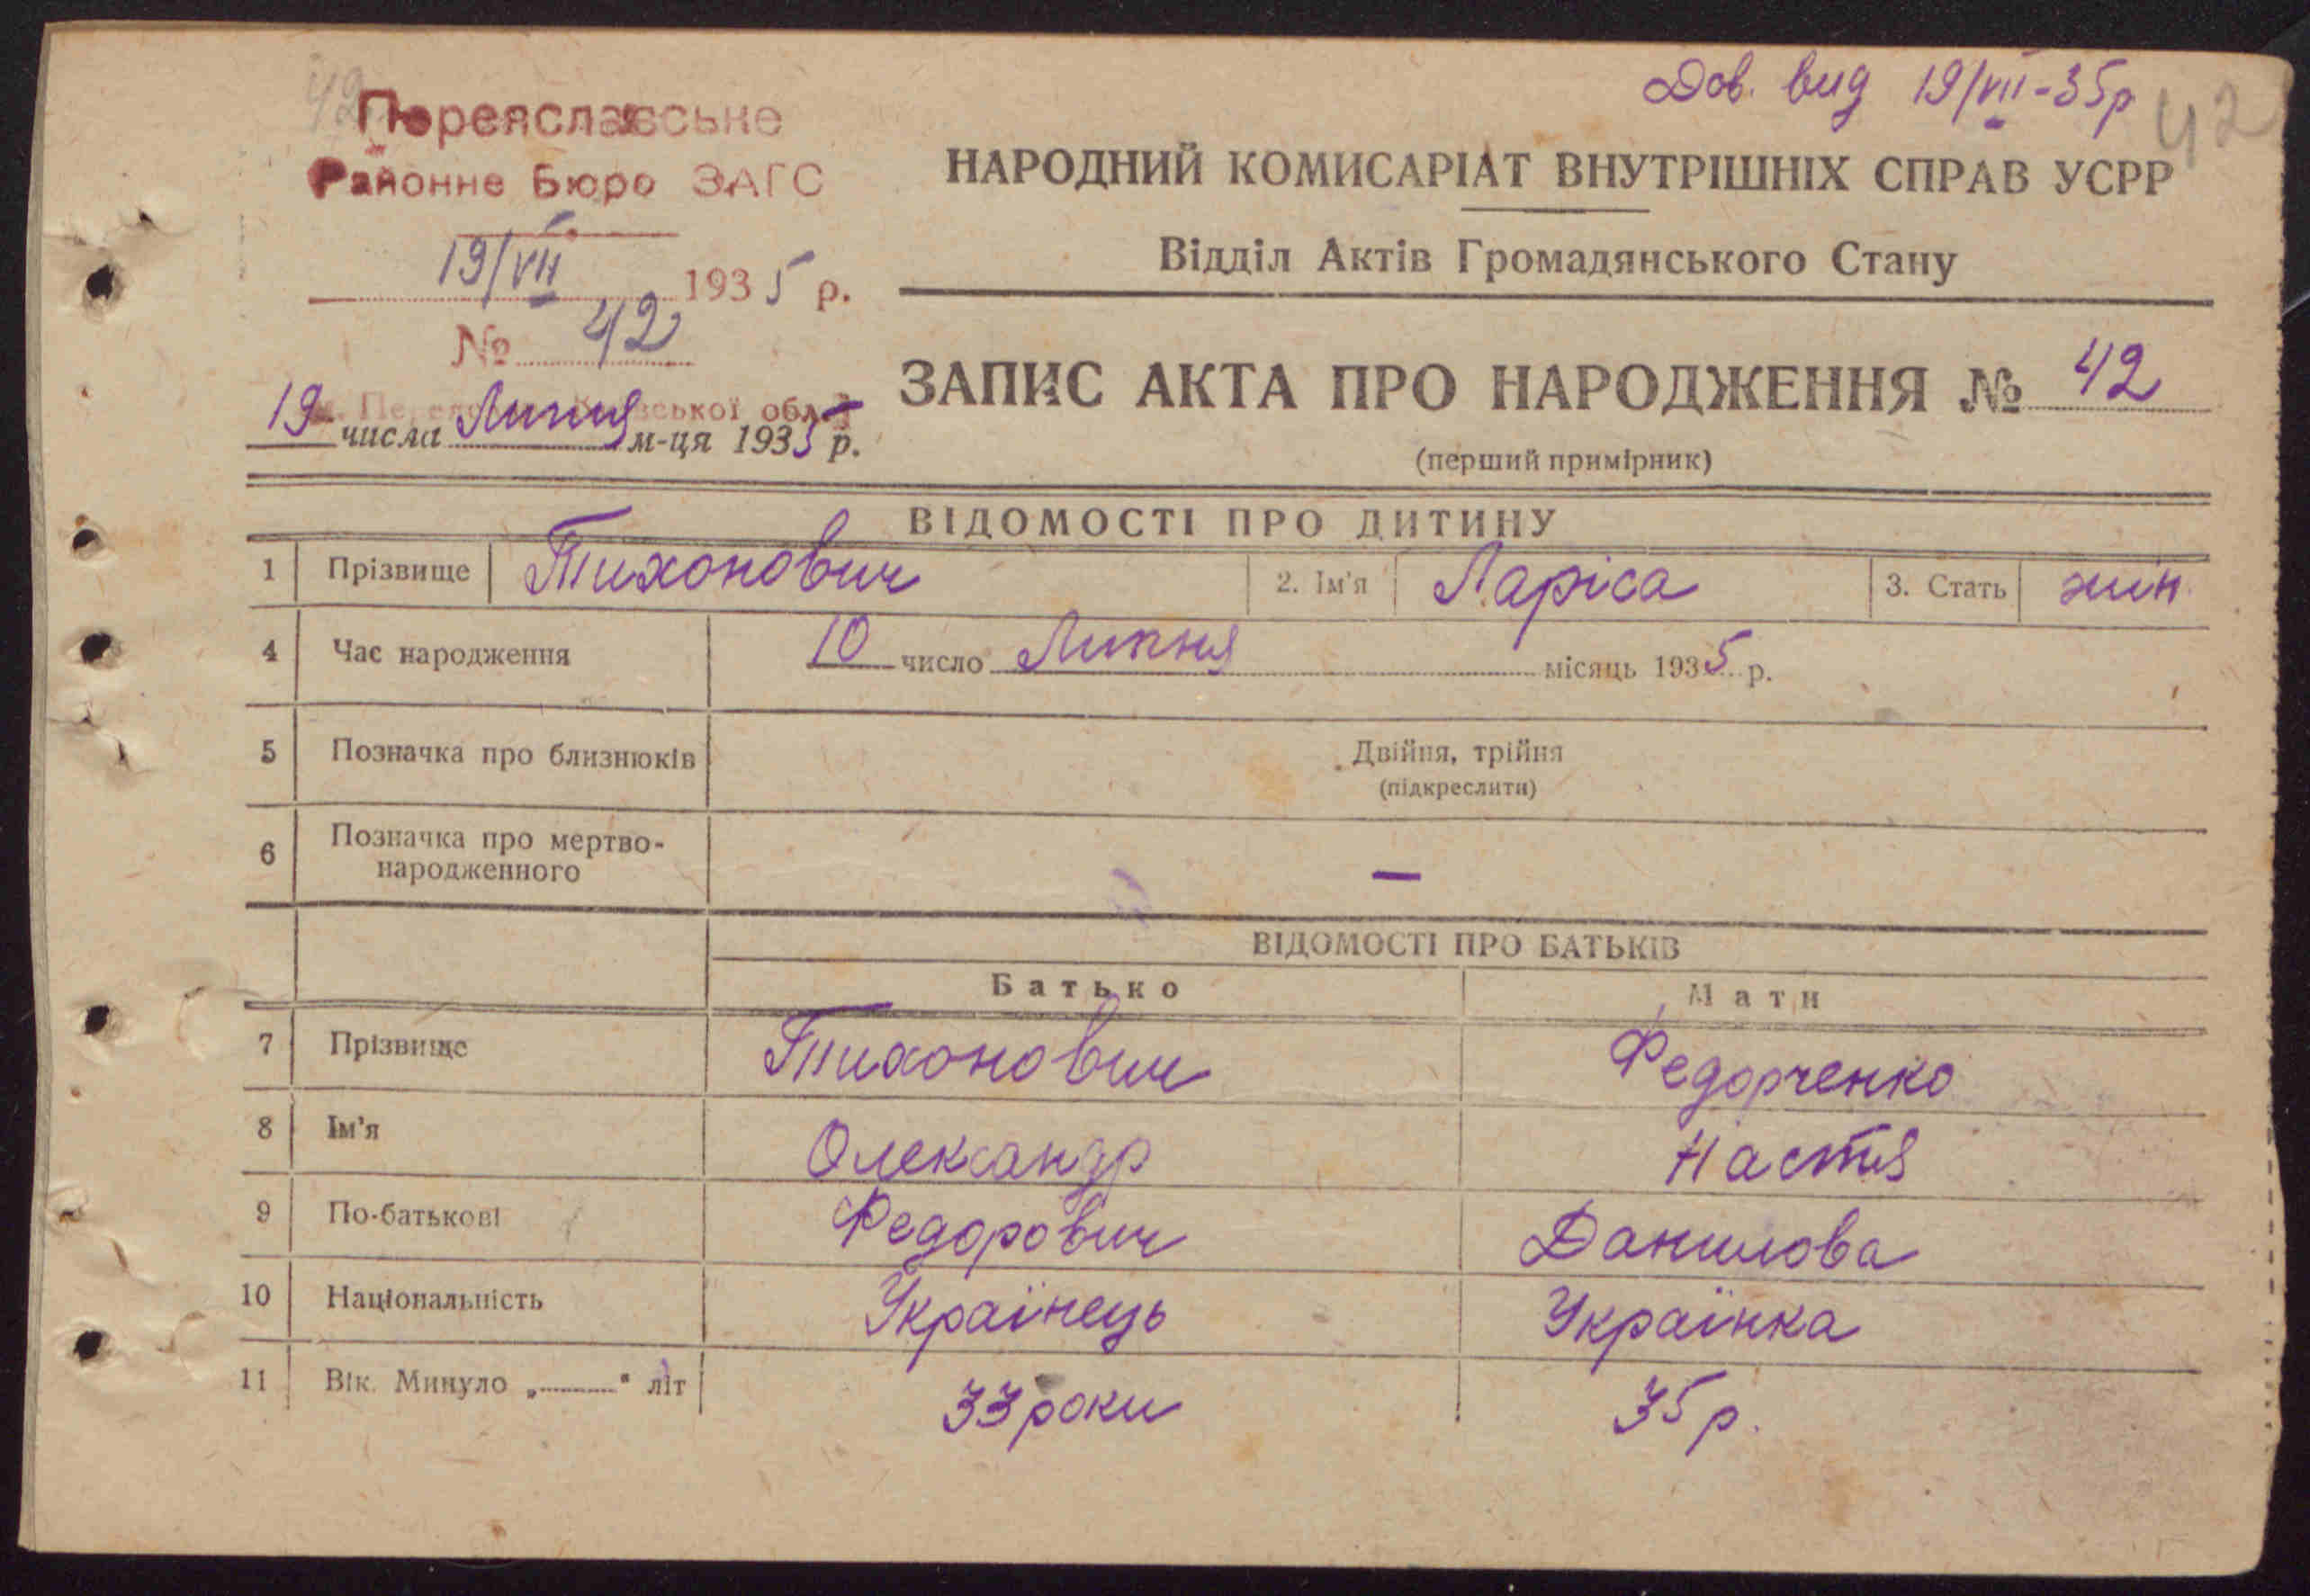 Дов. вид 19/VII-35р
42
Переяславське
Районне Бюро ЗАГС
19/VII 1935 р.
№ 42
19 числа Липня м-ця 1935 р.
НАРОДНИЙ КОМИСАРІАТ ВНУТРІШНІХ СПРАВ УСРР
Відділ Актів Громадянського Стану
ЗАПИС АКТА ПРО НАРОДЖЕННЯ № 42
(перший примірник)
ВІДОМОСТІ ПРО ДИТИНУ
1 Прізвище Тихонович 2. Ім'я Ларіса 3. Стать жін.
4 Час народження 10 число Липня місяць 1935 р.
5 Позначка про близнюків Двійня, трійня
(підкреслити)
6 Позначка про мертво-
народженного —
ВІДОМОСТІ ПРО БАТЬКІВ
Батько Мати
7 Прізвище Тихонович Федорченко
8 Ім'я Олександр Настя
9 По-батькові Федорович Данилова
10 Національність Українець Українка
11 Вік. Минуло „ “ літ 33 роки 35 р.